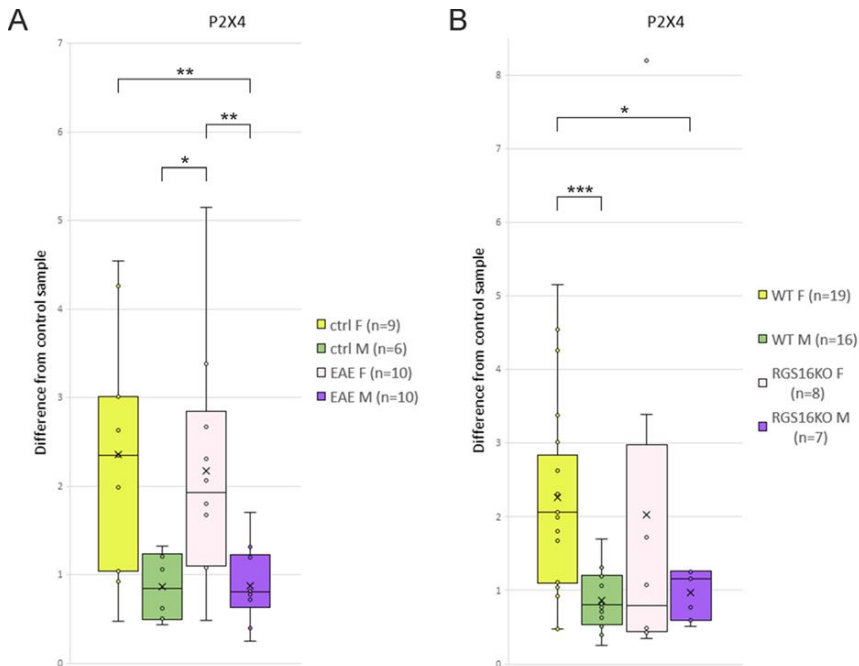 A
P2X4
7
6
5
4
3
2
1
0
Difference from control sample
**
**
*
ctrl F (n=9)
ctrl M (n=6)
EAE F (n=10)
EAE M (n=10)
B
P2X4
8
7
6
5
4
3
2
1
0
Difference from control sample
*
***
WT F (n=19)
WT M (n=16)
RGS16KO F
(n=8)
RGS16KO M
(n=7)